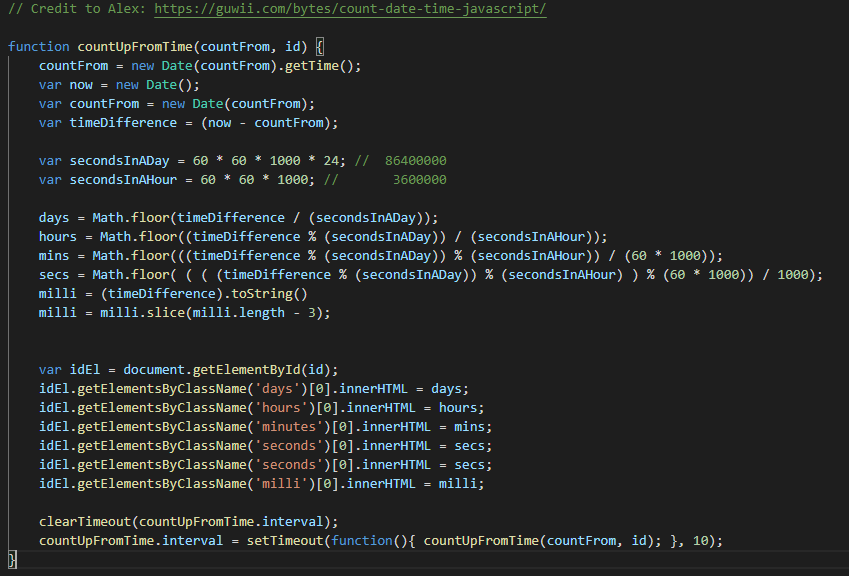 // Credit to Alex: https://guwii.com/bytes/count-date-time-javascript/
function countUpFromTime(countFrom, id) {
countFrom = new Date(countFrom).getTime();
var now = new Date();
var countFrom = new Date(countFrom);
var timeDifference = (now - countFrom);
var secondsInADay = 60 * 60 * 1000 * 24; //  86400000
var secondsInAHour = 60 * 60 * 1000; //       3600000
days = Math.floor(timeDifference / (secondsInADay));
hours = Math.floor((timeDifference % (secondsInADay)) / (secondsInAHour));
mins = Math.floor(((timeDifference % (secondsInADay)) % (secondsInAHour)) / (60 * 1000));
secs = Math.floor( ( ( ( (timeDifference % (secondsInADay)) % (secondsInAHour) ) % (60 * 1000)) / 1000);
milli = (timeDifference).toString()
milli = milli.slice(milli.length - 3);
var idEl = document.getElementById(id);
idEl.getElementsByClassName('days')[0].innerHTML = days;
idEl.getElementsByClassName('hours')[0].innerHTML = hours;
idEl.getElementsByClassName('minutes')[0].innerHTML = mins;
idEl.getElementsByClassName('seconds')[0].innerHTML = secs;
idEl.getElementsByClassName('seconds')[0].innerHTML = secs;
idEl.getElementsByClassName('milli')[0].innerHTML = milli;
clearTimeout(countUpFromTime.interval);
countUpFromTime.interval = setTimeout(function(){ countUpFromTime(countFrom, id); }, 10);
}